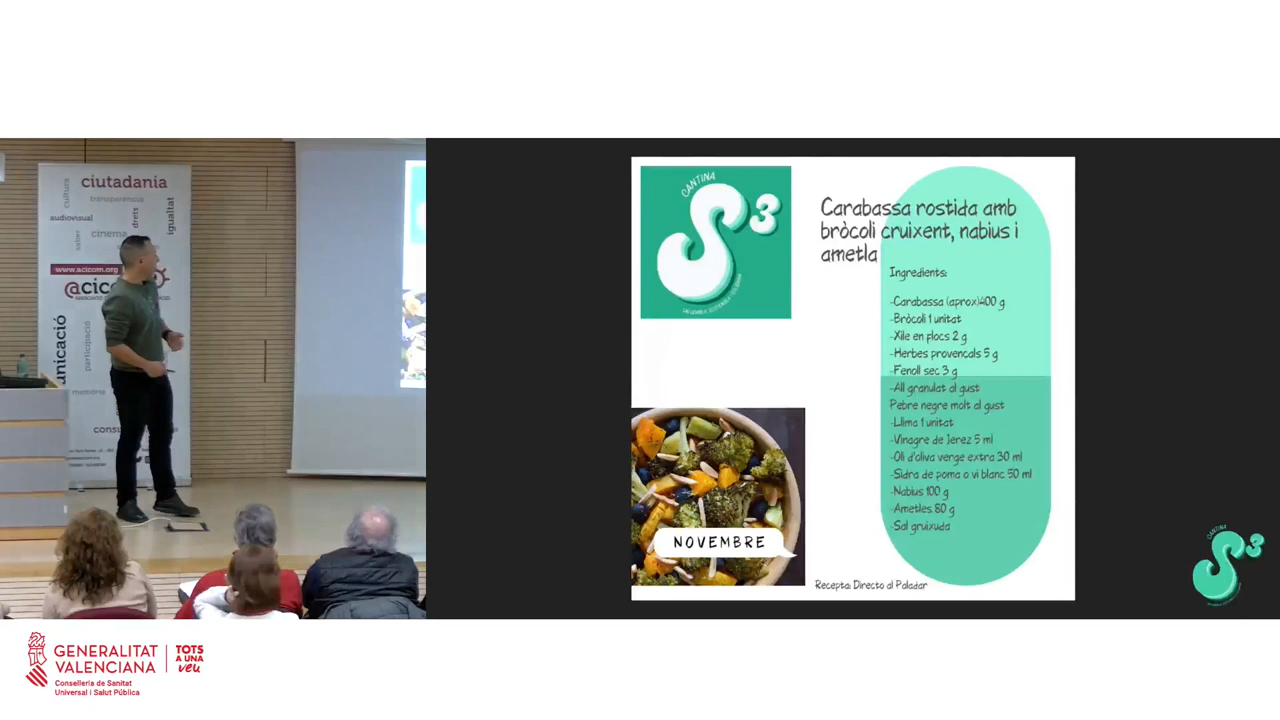 ciutadania
cultura
transparència
audiovisual
drets
igualtat
saber
cinema
www.acicom.org
@acicom
participació
memòria
CANTINA
S3
Carabassa rostida amb
bròcoli cruixent, nabius i
ametla
Ingredients:
-Carabassa (aprox)400 g
-Bròcoli 1 unitat
-Xile en flocs 2 g
-Herbes provençals 5 g
-Fenoll sec 3 g
-All granulat al gust
Pebre negre molt al gust
-Llima 1 unitat
-Vinagre de Jerez 5 ml
-Oli d'oliva verge extra 30 ml
-Sidra de poma o vi blanc 50 ml
-Nabius 100 g
-Ametles 80 g
-Sal gruixuda
NOVEMBRE
Recepta: Directo al Paladar
CANTINA
S3
GENERALITAT
VALENCIANA
Conselleria de Sanitat
Universal i Salut Pública
TOTS
A UNA
veu